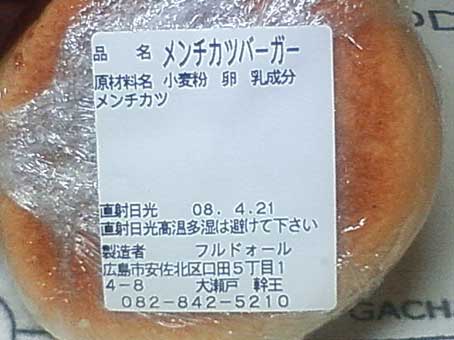 品 名 メンチカツバーガー
原材料名 小麦粉 卵 乳成分
メンチカツ
直射日光 08. 4.21
直射日光高温多湿は避けて下さい
製造者 フルドォール
広島市安佐北区口田5丁目1
4-8 大瀬戸 幹王
082-842-5210
GACH